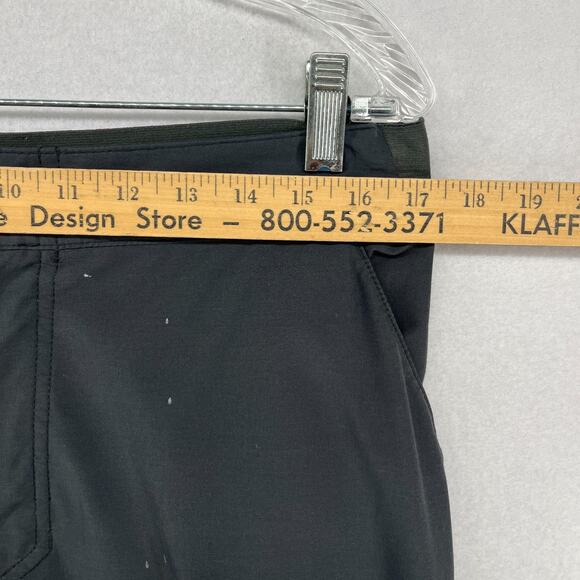 10 11 12 13 14 15 16 17 18 19
Design Store – 800-552-3371 KLAFF